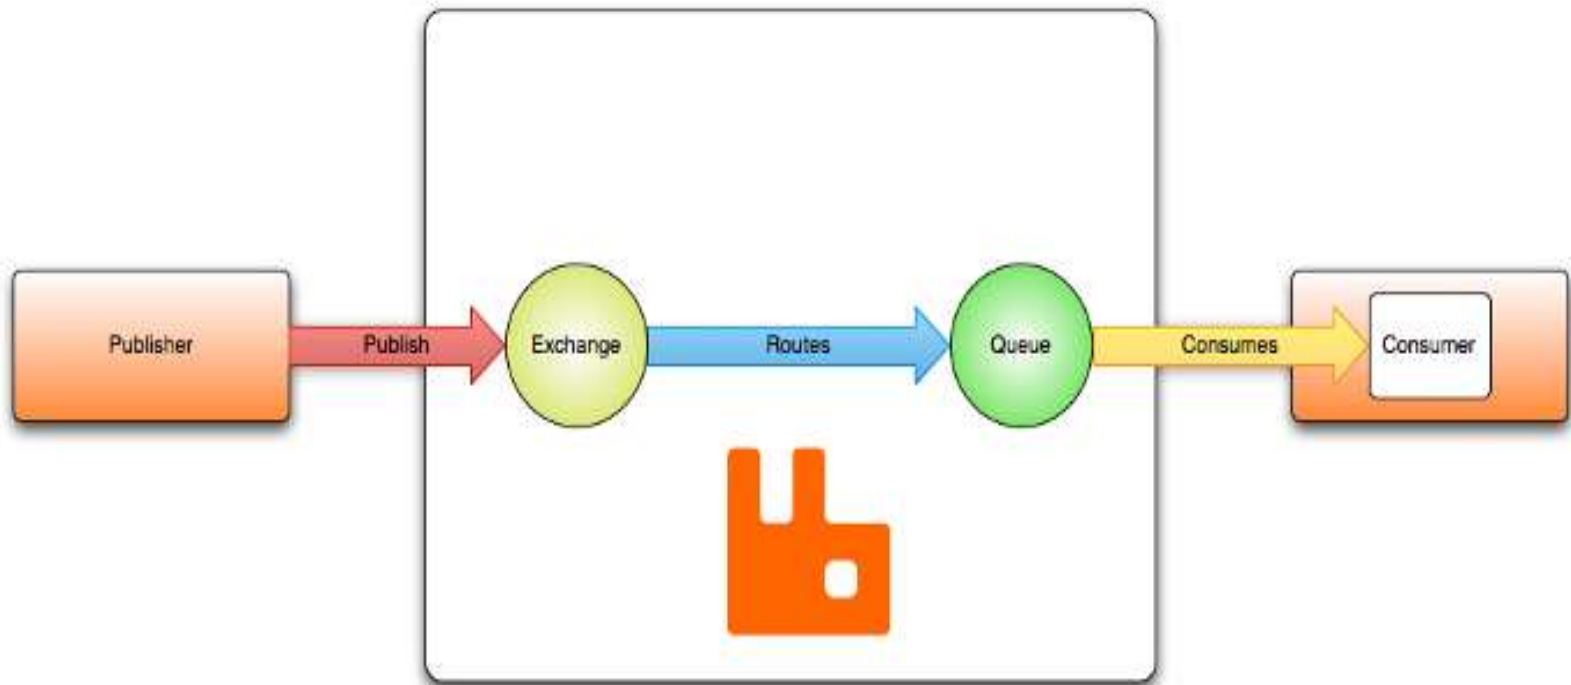 Publisher
Publish
Exchange
Routes
Queue
Consumes
Consumer